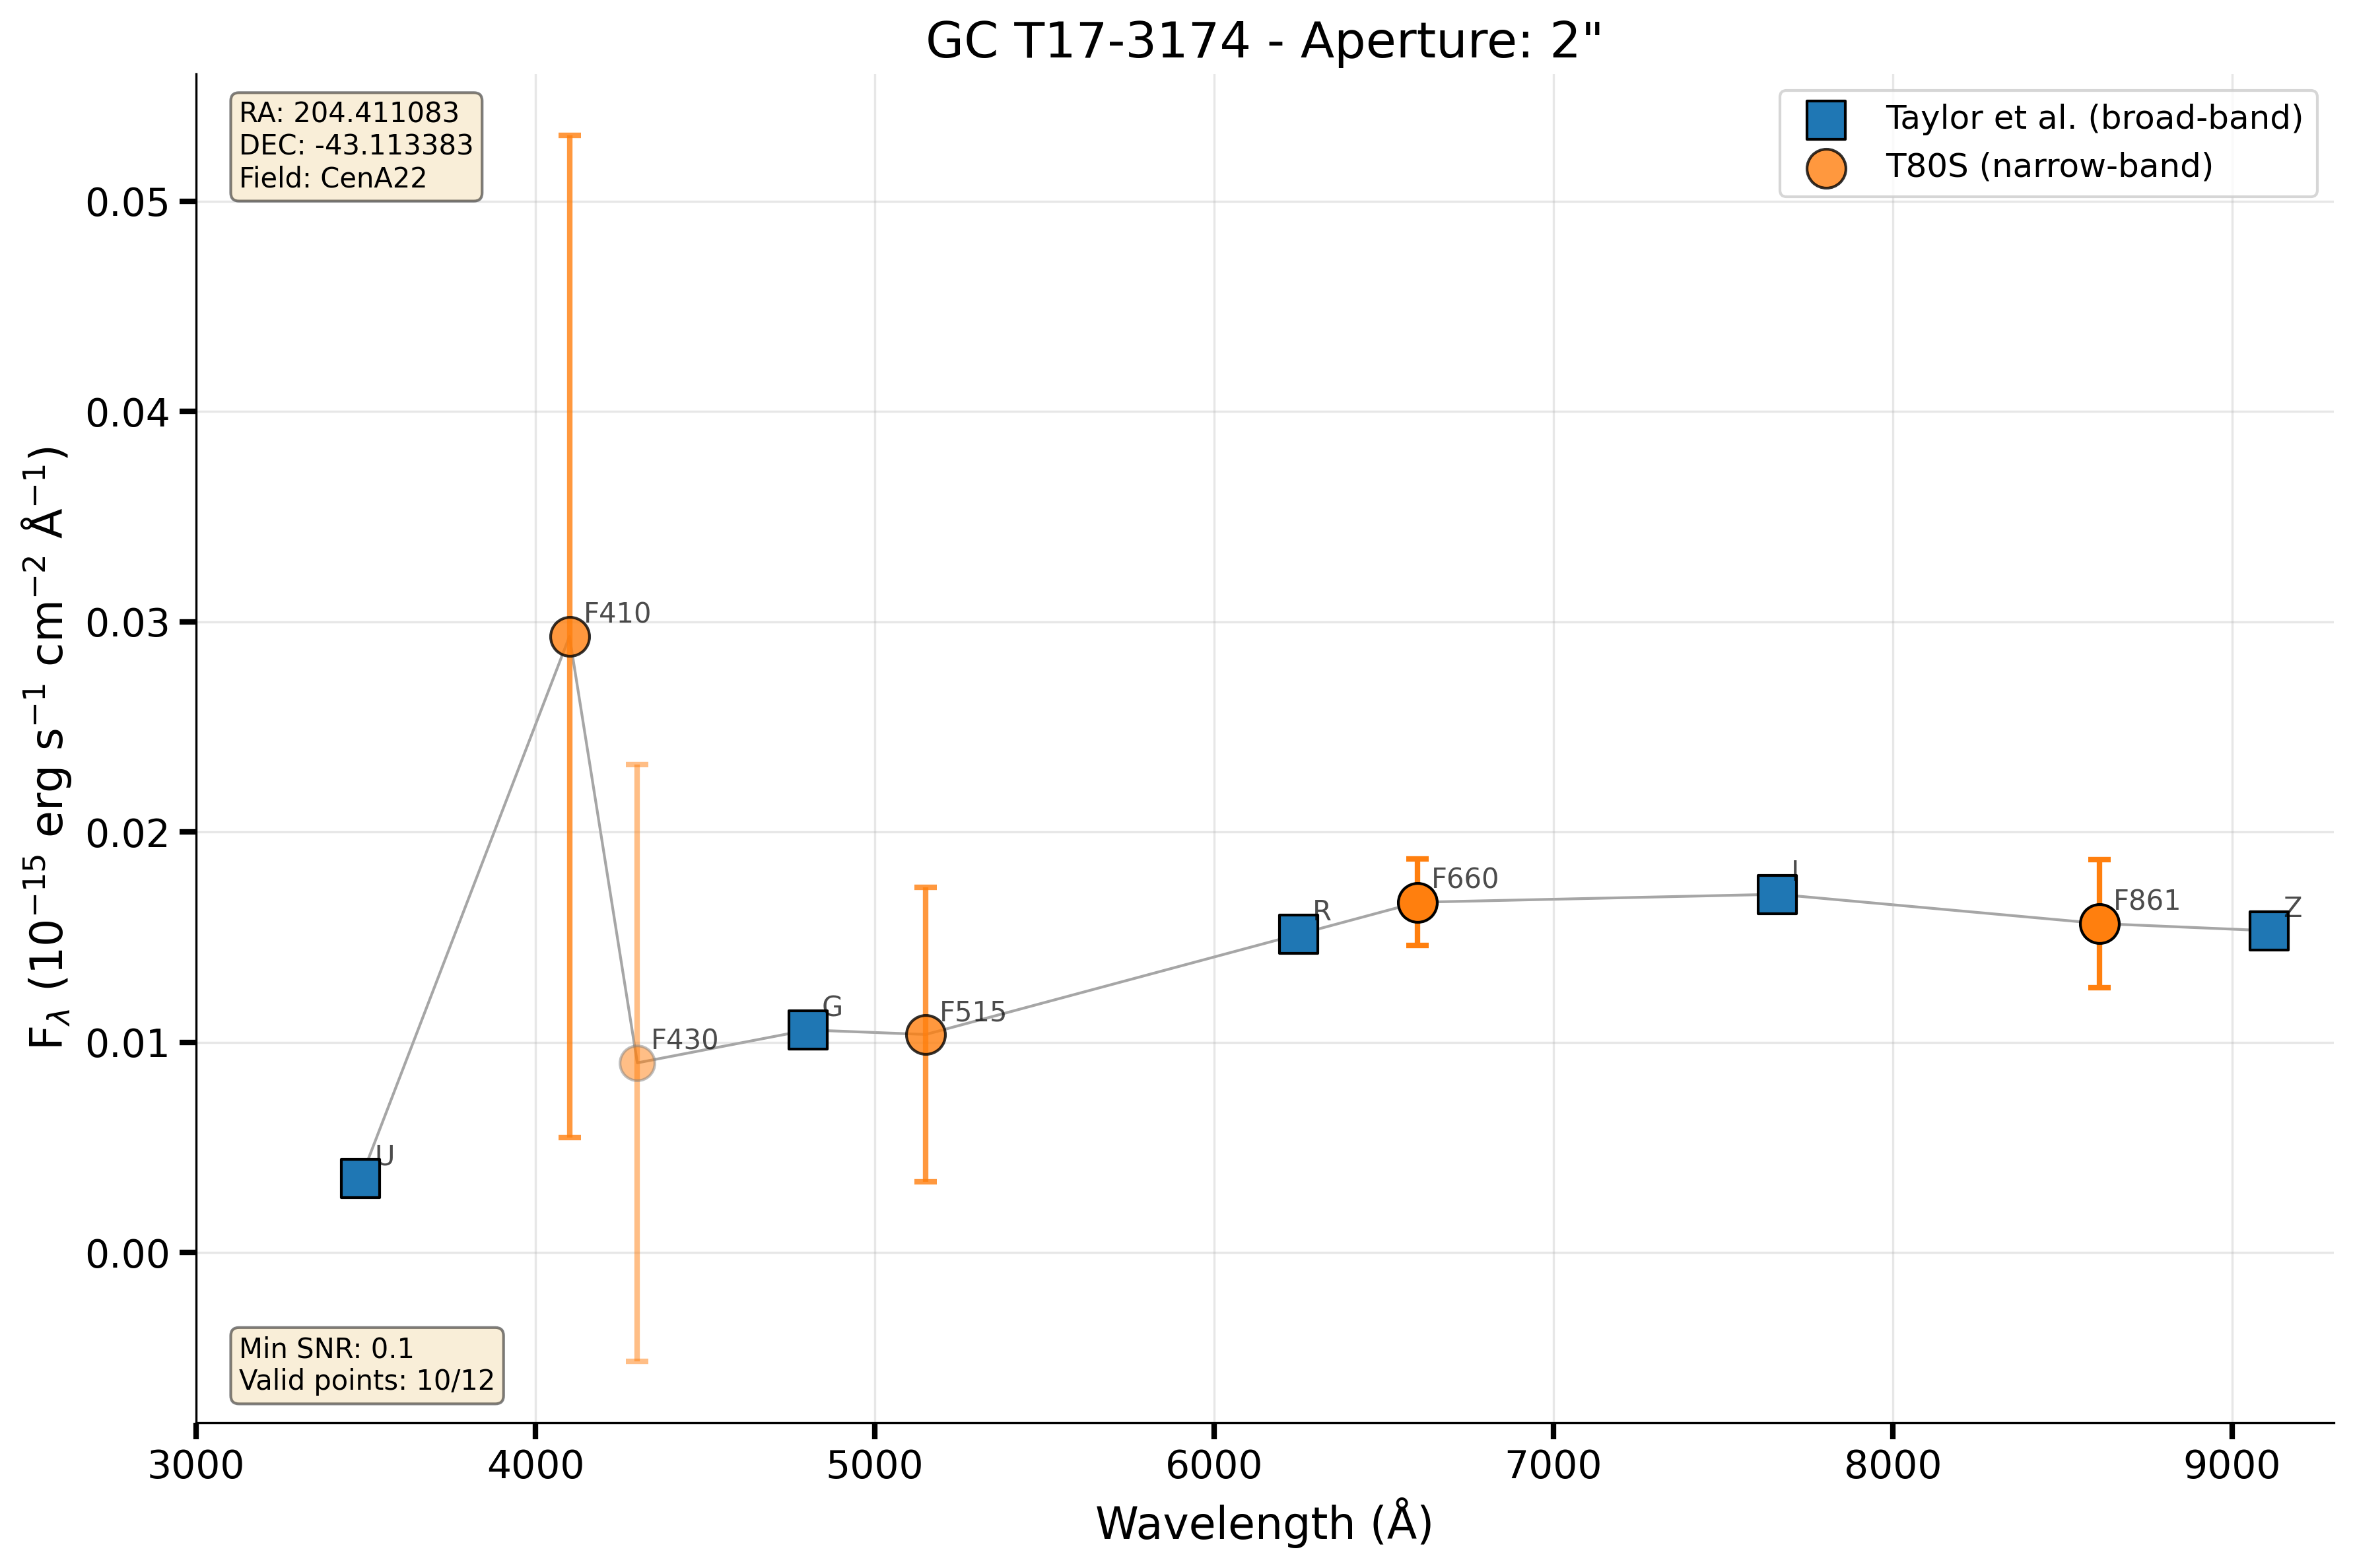 GC T17-3174 - Aperture: 2"
RA: 204.411083
DEC: -43.113383
Field: CenA22
Taylor et al. (broad-band)
T80S (narrow-band)
F_λ (10⁻¹⁵ erg s⁻¹ cm⁻² Å⁻¹)
0.05
0.04
0.03
0.02
0.01
0.00
U
F410
F430
G
F515
R
F660
I
F861
Z
Min SNR: 0.1
Valid points: 10/12
3000 4000 5000 6000 7000 8000 9000
Wavelength (Å)